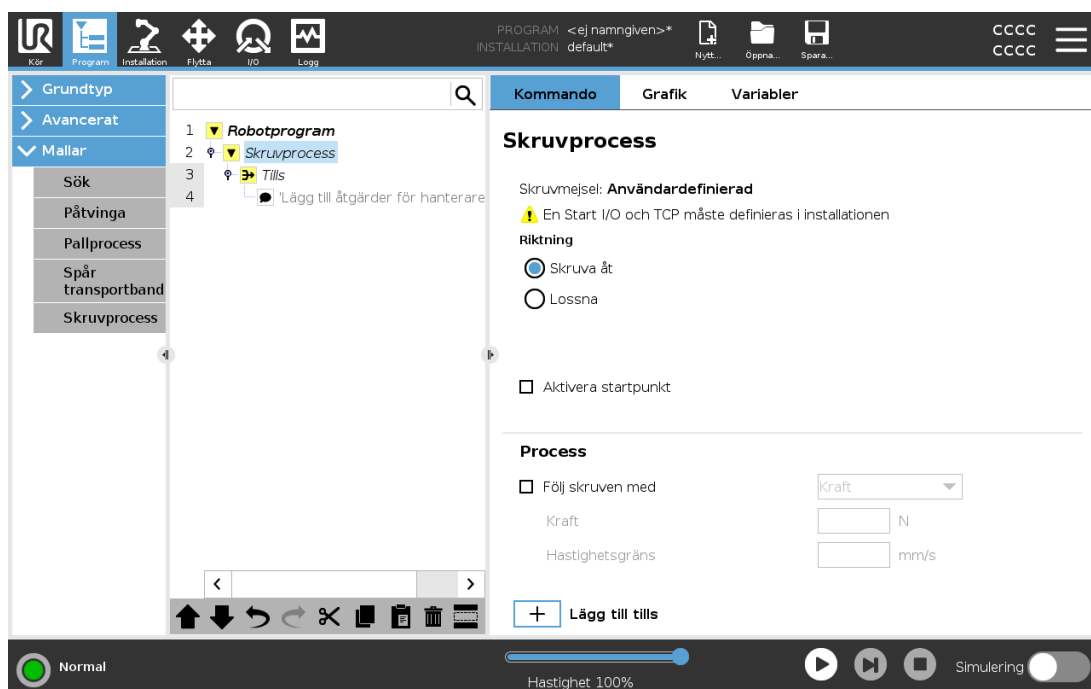 PROGRAM <ej namngiven>*
INSTALLATION default*
CCCC
CCCC
Kör
Program
Installation
Flytta
I/O
Logg
Nytt...
Öppna...
Spara...
Grundtyp
Avancerat
Mallar
Sök
Påtvinga
Pallprocess
Spår
transportband
Skruvprocess
1 Robotprogram
2 Skruvprocess
3 Tills
4 'Lägg till åtgärder för hanterare
Kommando Grafik Variabler
Skruvprocess
Skruvmejsel: Användardefinierad
En Start I/O och TCP måste definieras i installationen
Riktning
Skruva åt
Lossna
Aktivera startpunkt
Process
Följ skruven med Kraft
Kraft N
Hastighetsgräns mm/s
+ Lägg till tills
Normal
Hastighet 100%
Simulering